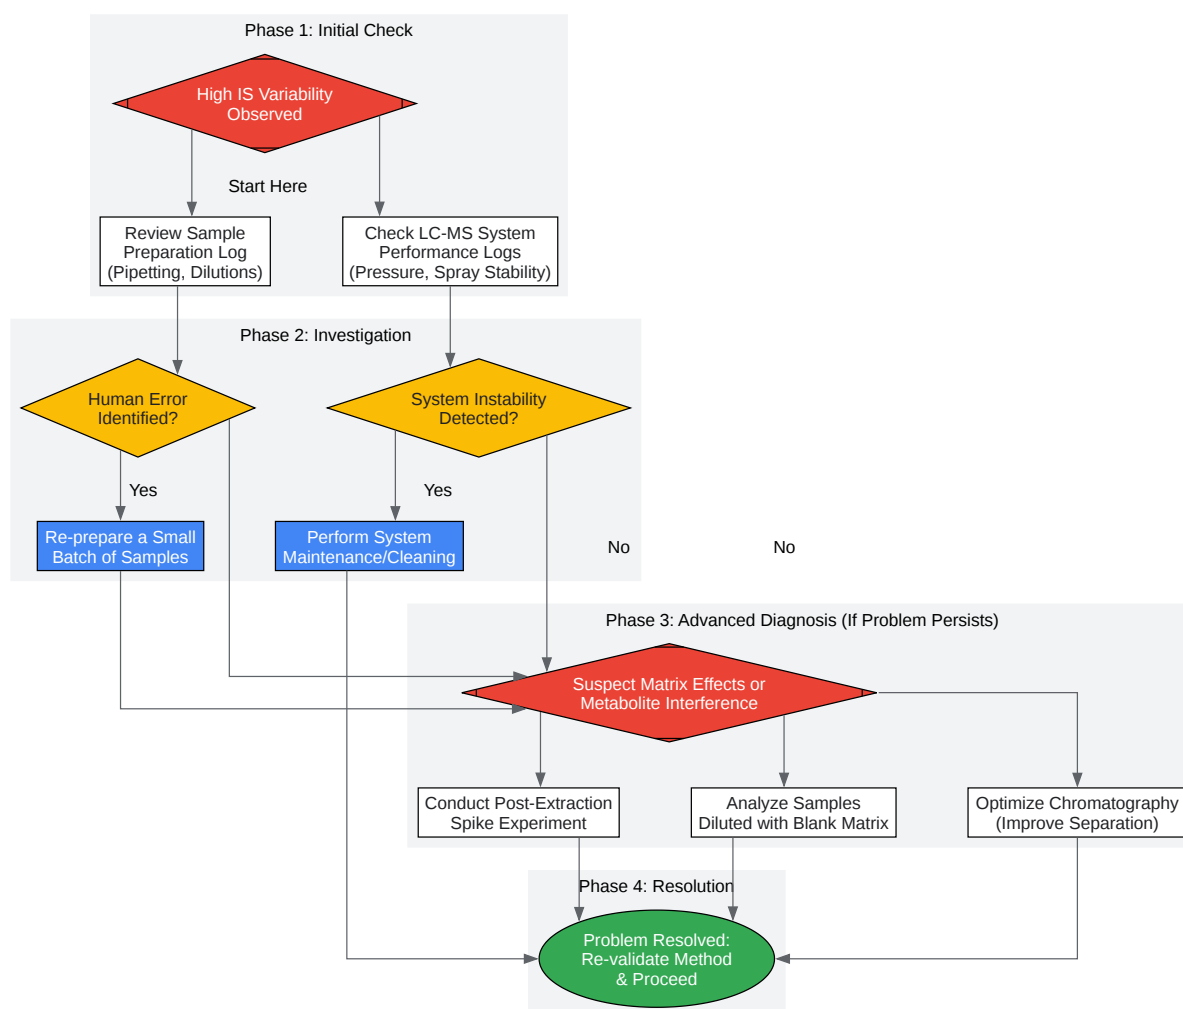 Phase 1: Initial Check
High IS Variability
Observed
Start Here
Review Sample
Preparation Log
(Pipetting, Dilutions)
Check LC-MS System
Performance Logs
(Pressure, Spray Stability)
Phase 2: Investigation
Human Error
Identified?
System Instability
Detected?
Yes
Yes
Re-prepare a Small
Batch of Samples
Perform System
Maintenance/Cleaning
No
No
Phase 3: Advanced Diagnosis (If Problem Persists)
Suspect Matrix Effects or
Metabolite Interference
Conduct Post-Extraction
Spike Experiment
Analyze Samples
Diluted with Blank Matrix
Optimize Chromatography
(Improve Separation)
Phase 4: Resolution
Problem Resolved:
Re-validate Method
& Proceed